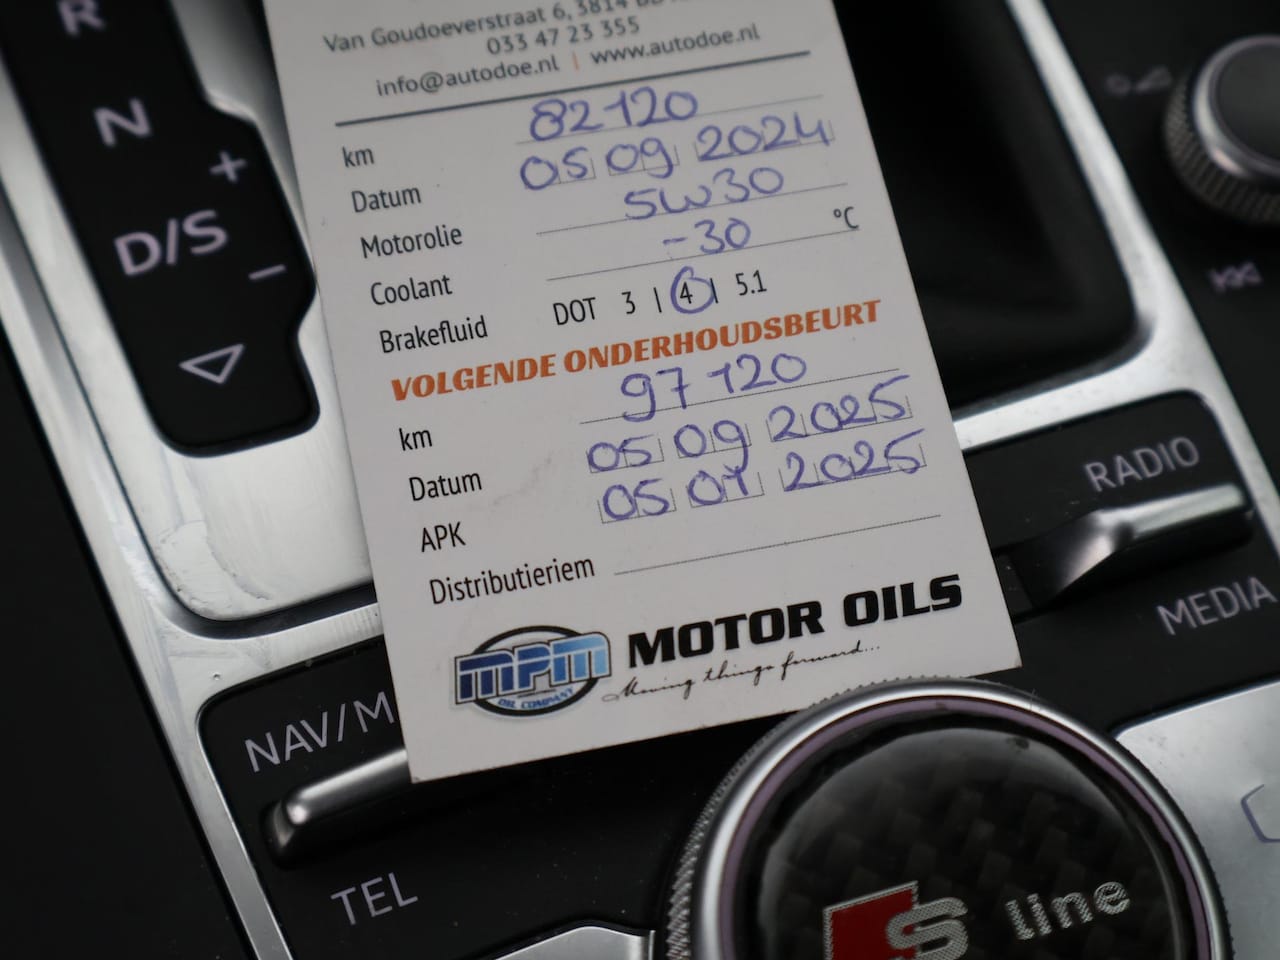 Van Goudoeverstraat 6, 3814
033 47 23 355
info@autodoe.nl | www.autodoe.nl
km 82120
Datum 05 09 2024
Motorolie 5W30
Coolant -30 °C
Brakefluid DOT 3 | 4 | 5.1
VOLGENDE ONDERHOUDSBEURT
km 97120
Datum 05 09 2025
APK 05 07 2025
Distributieriem
MPM OIL COMPANY MOTOR OILS
Moving things forward...
R
N
+
D/S
−
RADIO
MEDIA
NAV/M
TEL
S line